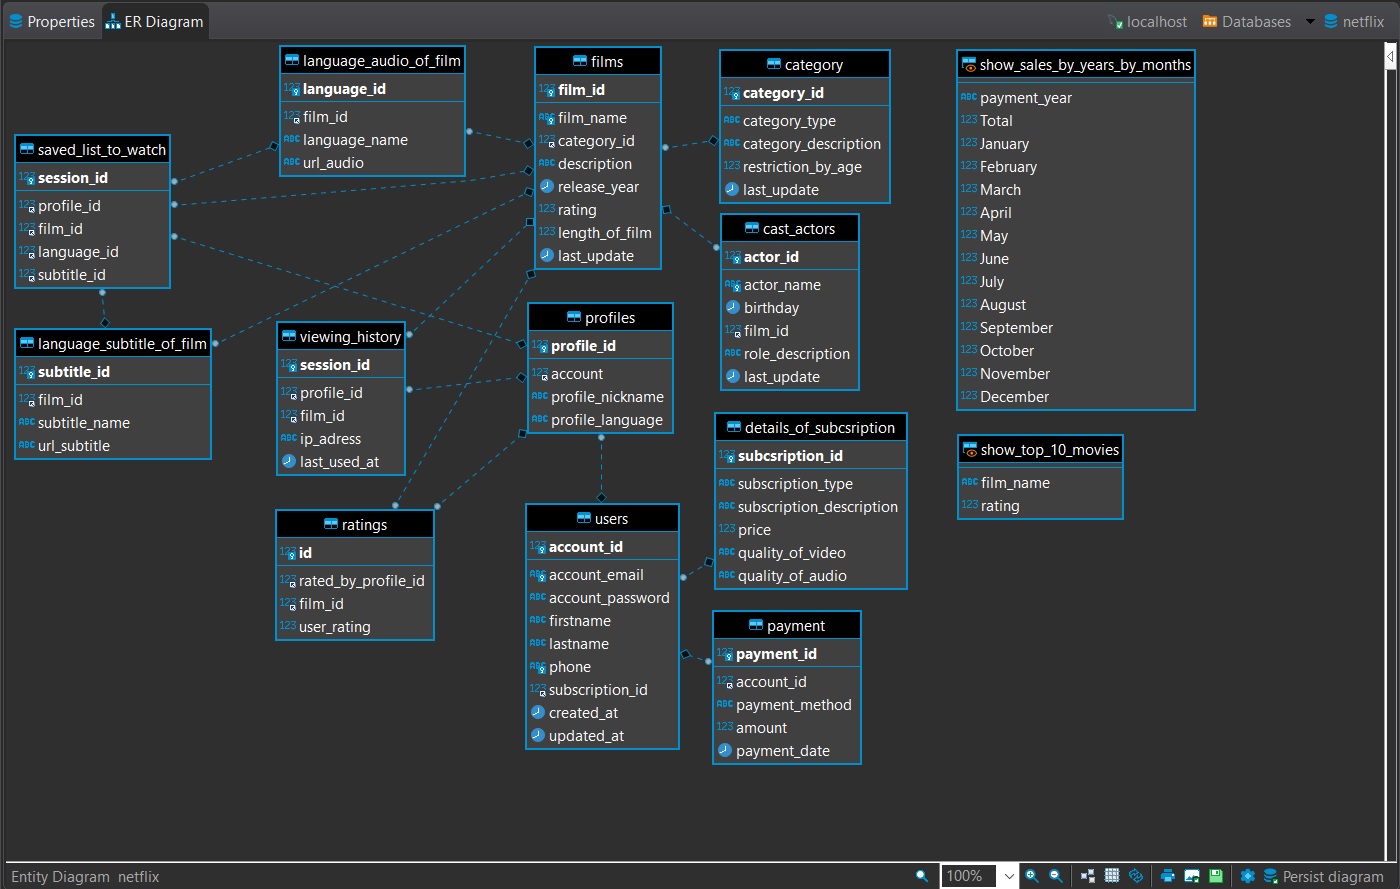 Properties
ER Diagram
localhost
Databases
netflix
language_audio_of_film
language_id
film_id
language_name
url_audio
films
film_id
film_name
category_id
description
release_year
rating
length_of_film
last_update
category
category_id
category_type
category_description
restriction_by_age
last_update
show_sales_by_years_by_months
payment_year
Total
January
February
March
April
May
June
July
August
September
October
November
December
saved_list_to_watch
session_id
profile_id
film_id
language_id
subtitle_id
cast_actors
actor_id
actor_name
birthday
film_id
role_description
last_update
language_subtitle_of_film
subtitle_id
film_id
subtitle_name
url_subtitle
viewing_history
session_id
profile_id
film_id
ip_adress
last_used_at
profiles
profile_id
account
profile_nickname
profile_language
details_of_subcsription
subcsription_id
subscription_type
subscription_description
price
quality_of_video
quality_of_audio
show_top_10_movies
film_name
rating
ratings
id
rated_by_profile_id
film_id
user_rating
users
account_id
account_email
account_password
firstname
lastname
phone
subscription_id
created_at
updated_at
payment
payment_id
account_id
payment_method
amount
payment_date
Entity Diagram netflix
100%
Persist diagram